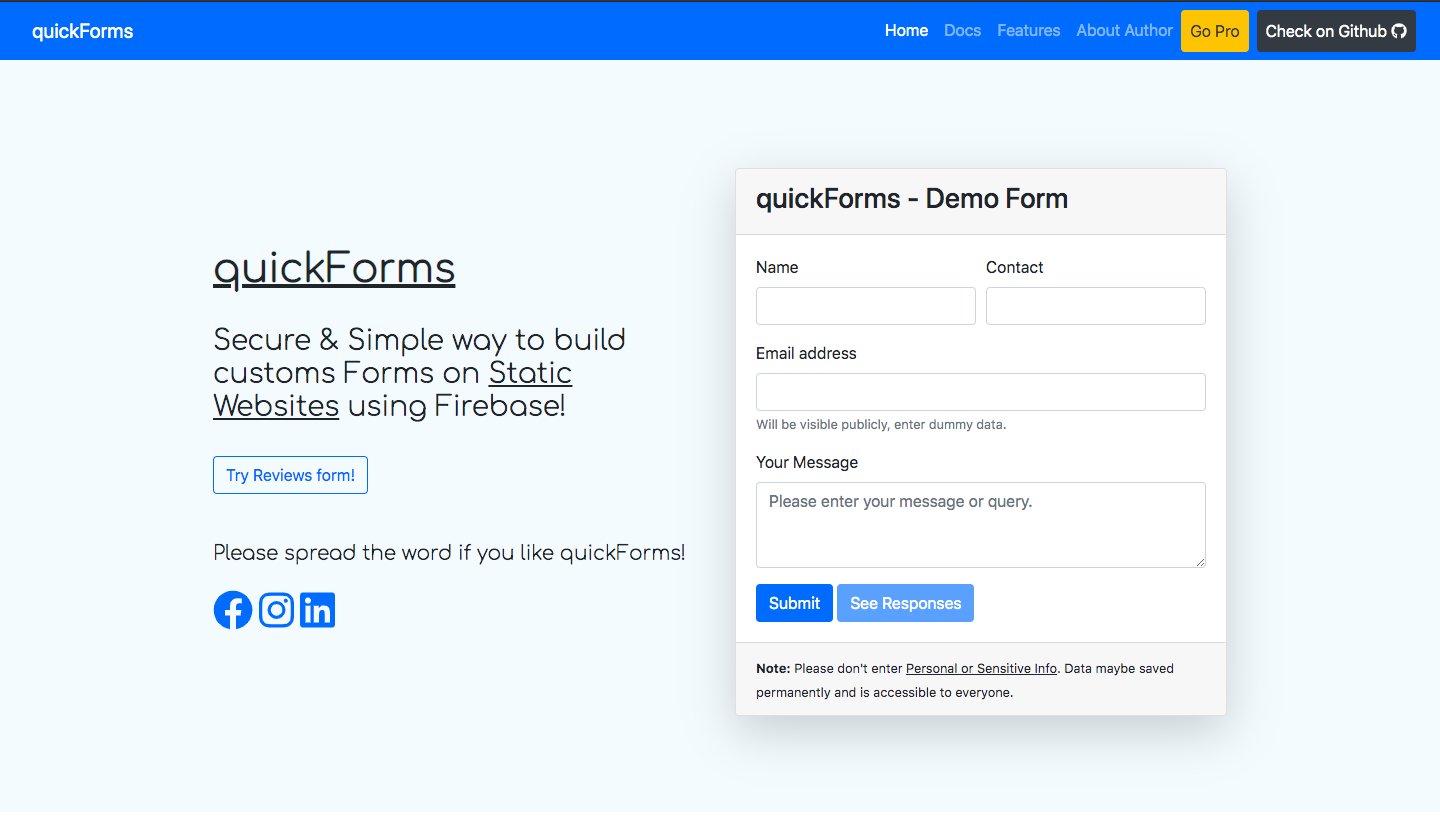 quickForms
Home Docs Features About Author Go Pro Check on Github
quickForms
Secure & Simple way to build
customs Forms on Static
Websites using Firebase!
Try Reviews form!
Please spread the word if you like quickForms!
quickForms - Demo Form
Name Contact
Email address
Will be visible publicly, enter dummy data.
Your Message
Please enter your message or query.
Submit See Responses
Note: Please don't enter Personal or Sensitive Info. Data maybe saved
permanently and is accessible to everyone.